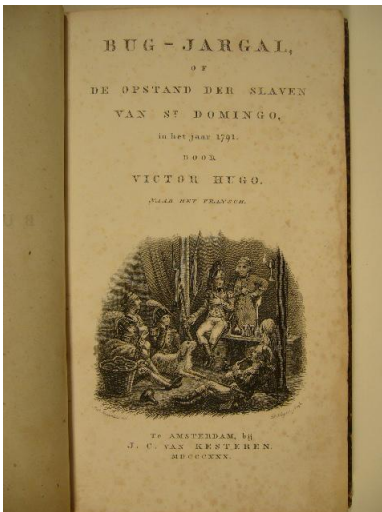 BUG-JARGAL,
OF
DE OPSTAND DER SLAVEN
VAN ST DOMINGO,
in het jaar 1791.
DOOR
VICTOR HUGO.
NAAR HET FRANSCH.
Te AMSTERDAM, bij
J. C. VAN KESTEREN.
MDCCCXXX.